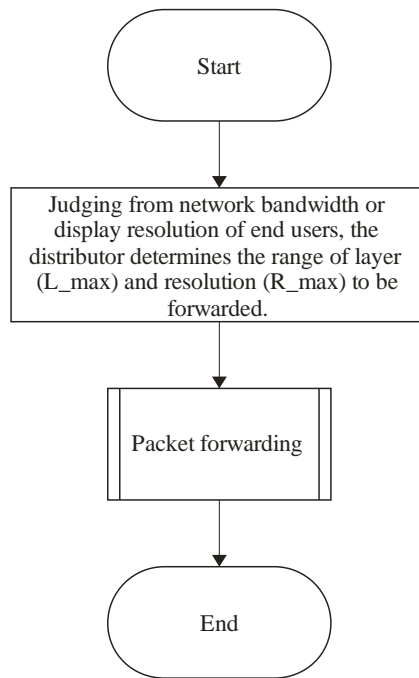 Start
Judging from network bandwidth or
display resolution of end users, the
distributor determines the range of layer
(L_max) and resolution (R_max) to be
forwarded.
Packet forwarding
End